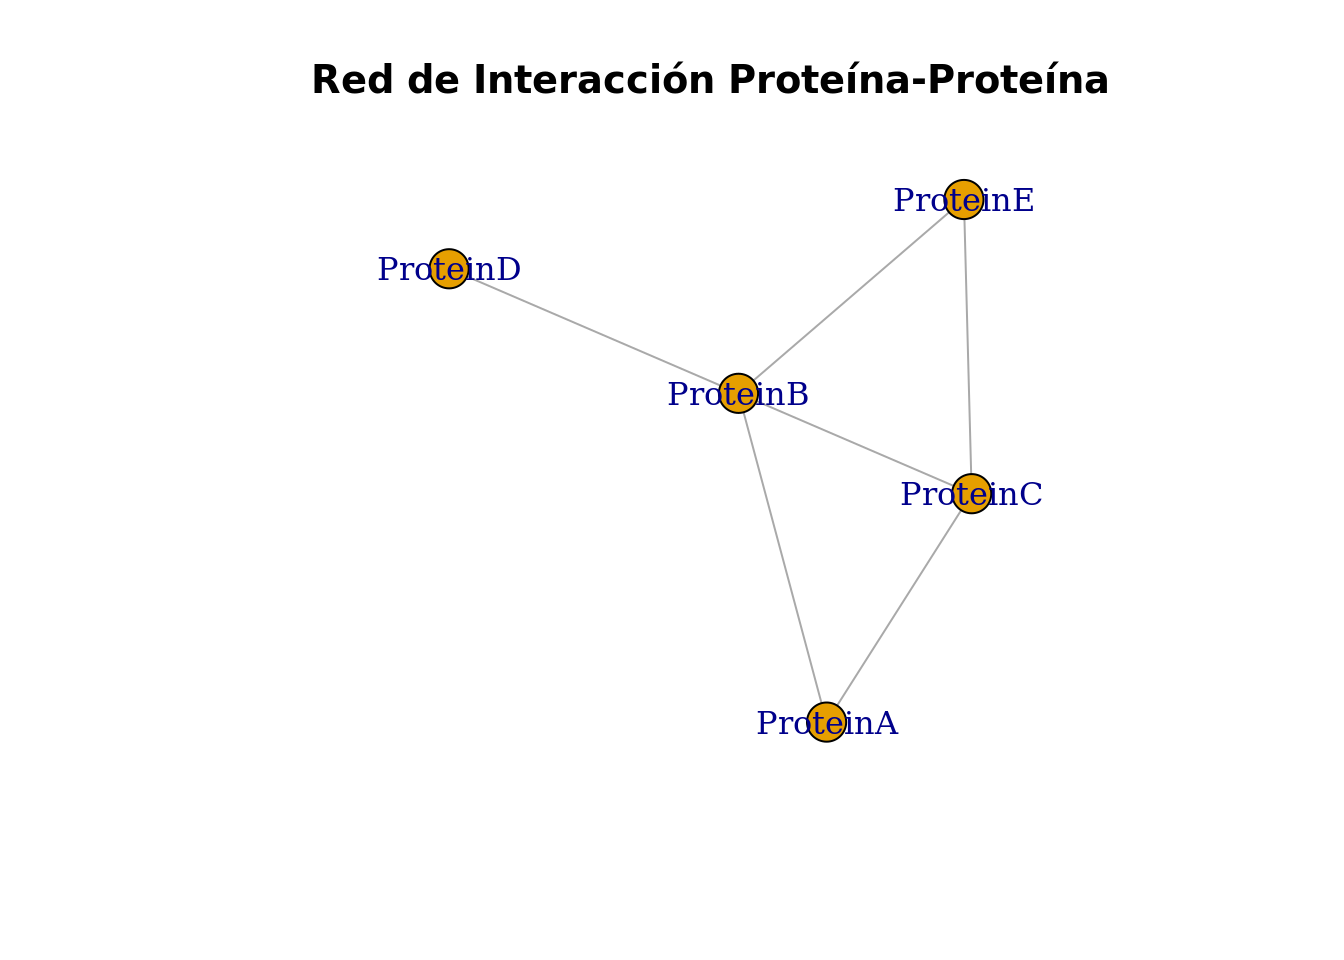 Red de Interacción Proteína-Proteína
ProteinE
ProteinD
ProteinB
ProteinC
ProteinA